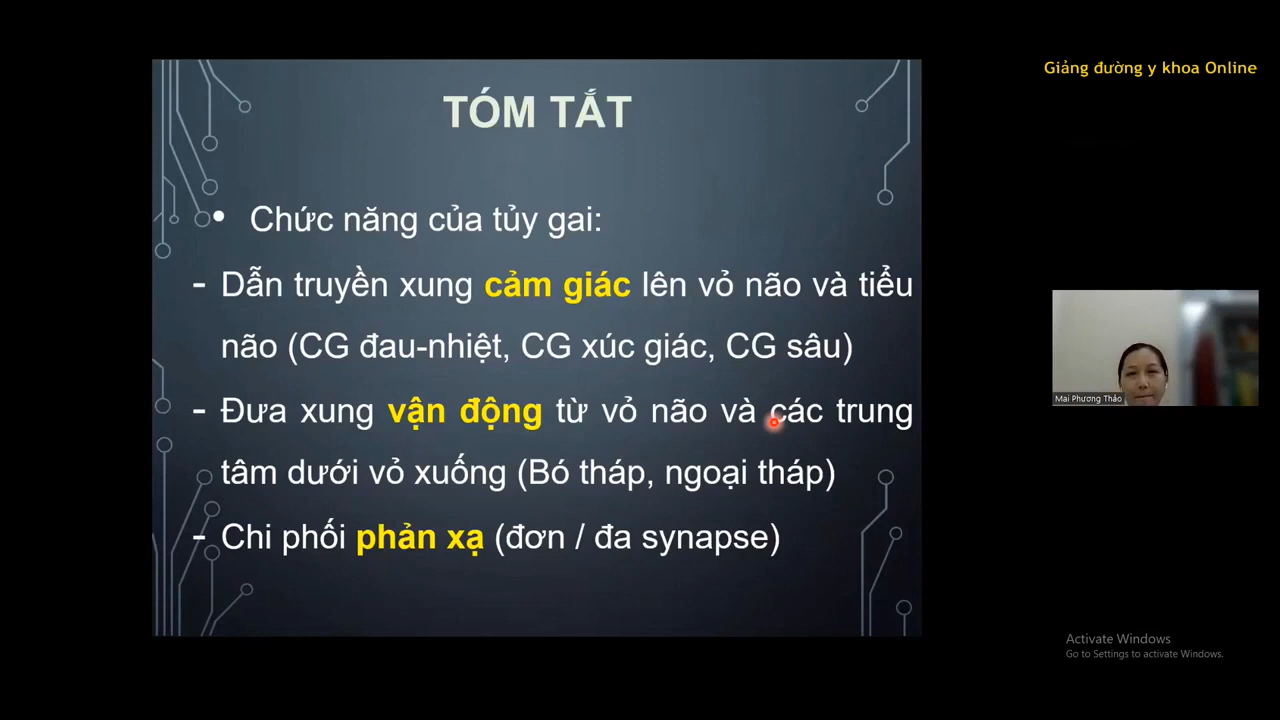 Giảng đường y khoa Online
TÓM TẮT
• Chức năng của tủy gai:
- Dẫn truyền xung cảm giác lên vỏ não và tiểu
não (CG đau-nhiệt, CG xúc giác, CG sâu)
- Đưa xung vận động từ vỏ não và các trung
tâm dưới vỏ xuống (Bó tháp, ngoại tháp)
- Chi phối phản xạ (đơn / đa synapse)
Mai Phương Thảo
Activate Windows
Go to Settings to activate Windows.